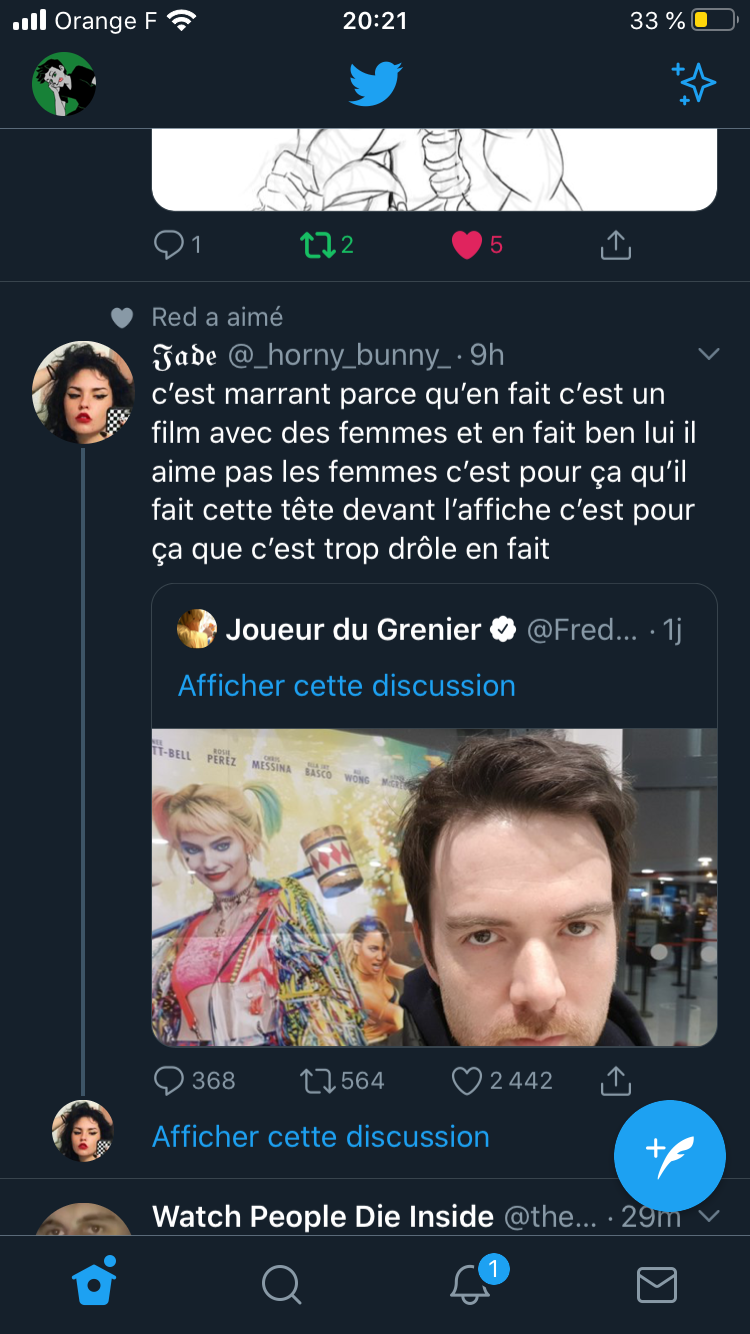 Orange F 20:21 33 %
1 2 5
Red a aimé
𝕵𝖆𝖉𝖊 @_horny_bunny_ · 9h
c’est marrant parce qu’en fait c’est un
film avec des femmes et en fait ben lui il
aime pas les femmes c’est pour ça qu’il
fait cette tête devant l’affiche c’est pour
ça que c’est trop drôle en fait
Joueur du Grenier @Fred... · 1j
Afficher cette discussion
TT-BELL
ROSIE
PEREZ
CHRIS
MESSINA
ELLA JAY
BASCO
WONG
368 564 2 442
Afficher cette discussion
Watch People Die Inside @the... · 29m
1